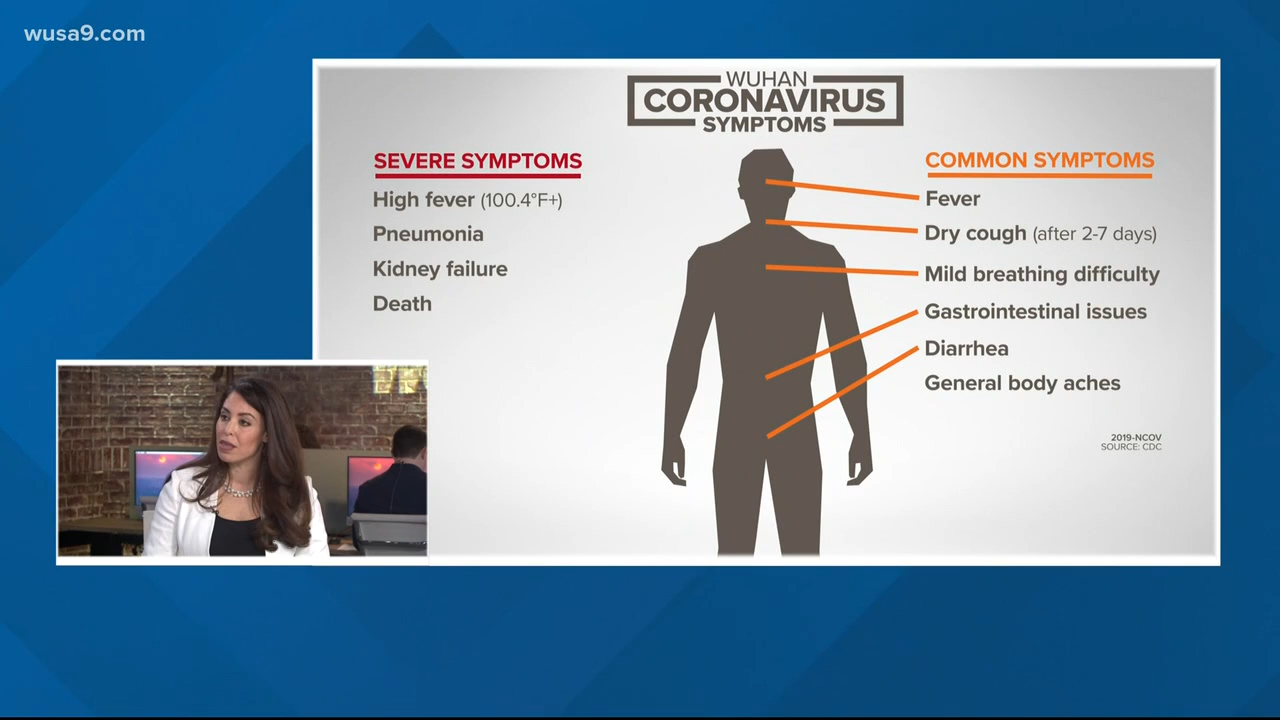 wusa9.com
WUHAN
CORONAVIRUS
SYMPTOMS
SEVERE SYMPTOMS
High fever (100.4°F+)
Pneumonia
Kidney failure
Death
COMMON SYMPTOMS
Fever
Dry cough (after 2-7 days)
Mild breathing difficulty
Gastrointestinal issues
Diarrhea
General body aches
2019-NCOV
SOURCE: CDC